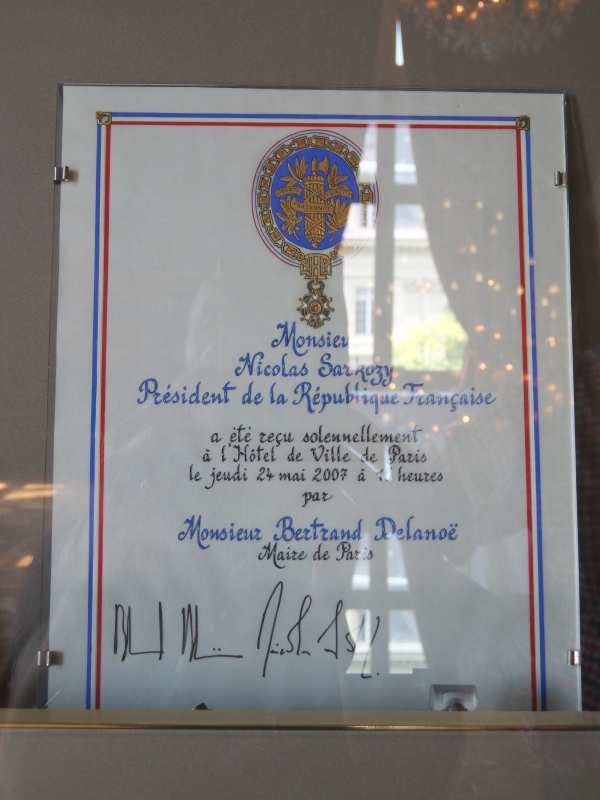 FRATERNITÉ
Monsieur
Nicolas Sarkozy
Président de la République Française
a été reçu solennellement
à l'Hôtel de Ville de Paris
le jeudi 24 mai 2007 à heures
par
Monsieur Bertrand Delanoë
Maire de Paris